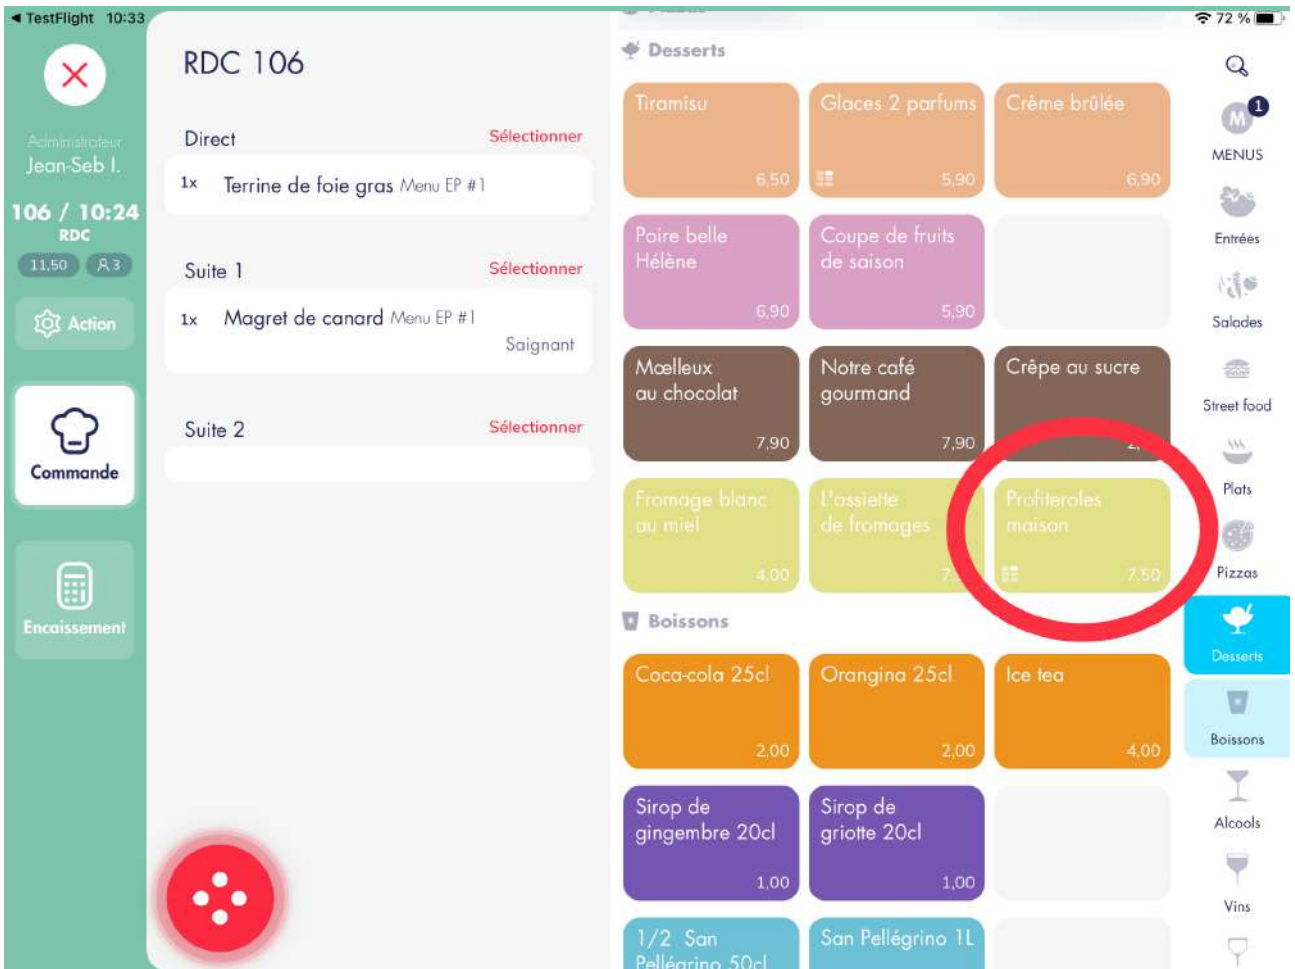 TestFlight 10:33
72 %
Administrateur
Jean-Seb I.
106 / 10:24
RDC
11,50
3
Action
Commande
Encaissement
RDC 106
Direct Sélectionner
1x Terrine de foie gras Menu EP #1
Suite 1 Sélectionner
1x Magret de canard Menu EP #1
Saignant
Suite 2 Sélectionner
Desserts
Tiramisu
6,50
Glaces 2 parfums
5,90
Crème brûlée
6,90
Poire belle
Hélène
6,90
Coupe de fruits
de saison
5,90
Mœlleux
au chocolat
7,90
Notre café
gourmand
7,90
Crêpe au sucre
Fromage blanc
au miel
4,00
L'assiette
de fromages
Profiteroles
maison
7,50
Boissons
Coca-cola 25cl
2,00
Orangina 25cl
2,00
Ice tea
4,00
Sirop de
gingembre 20cl
1,00
Sirop de
griotte 20cl
1,00
1/2 San
Pellégrino 50cl
San Pellégrino 1L
M
1
MENUS
Entrées
Salades
Street food
Plats
Pizzas
Desserts
Boissons
Alcools
Vins